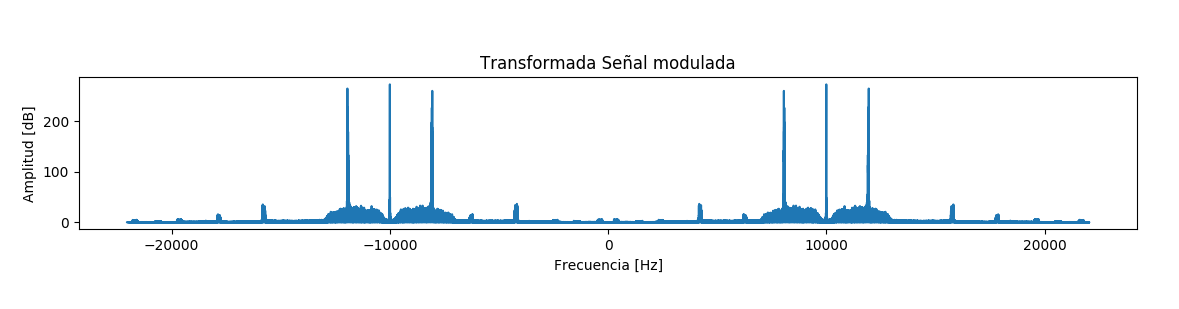 Transformada Señal modulada
Amplitud [dB]
200
100
0
−20000 −10000 0 10000 20000
Frecuencia [Hz]